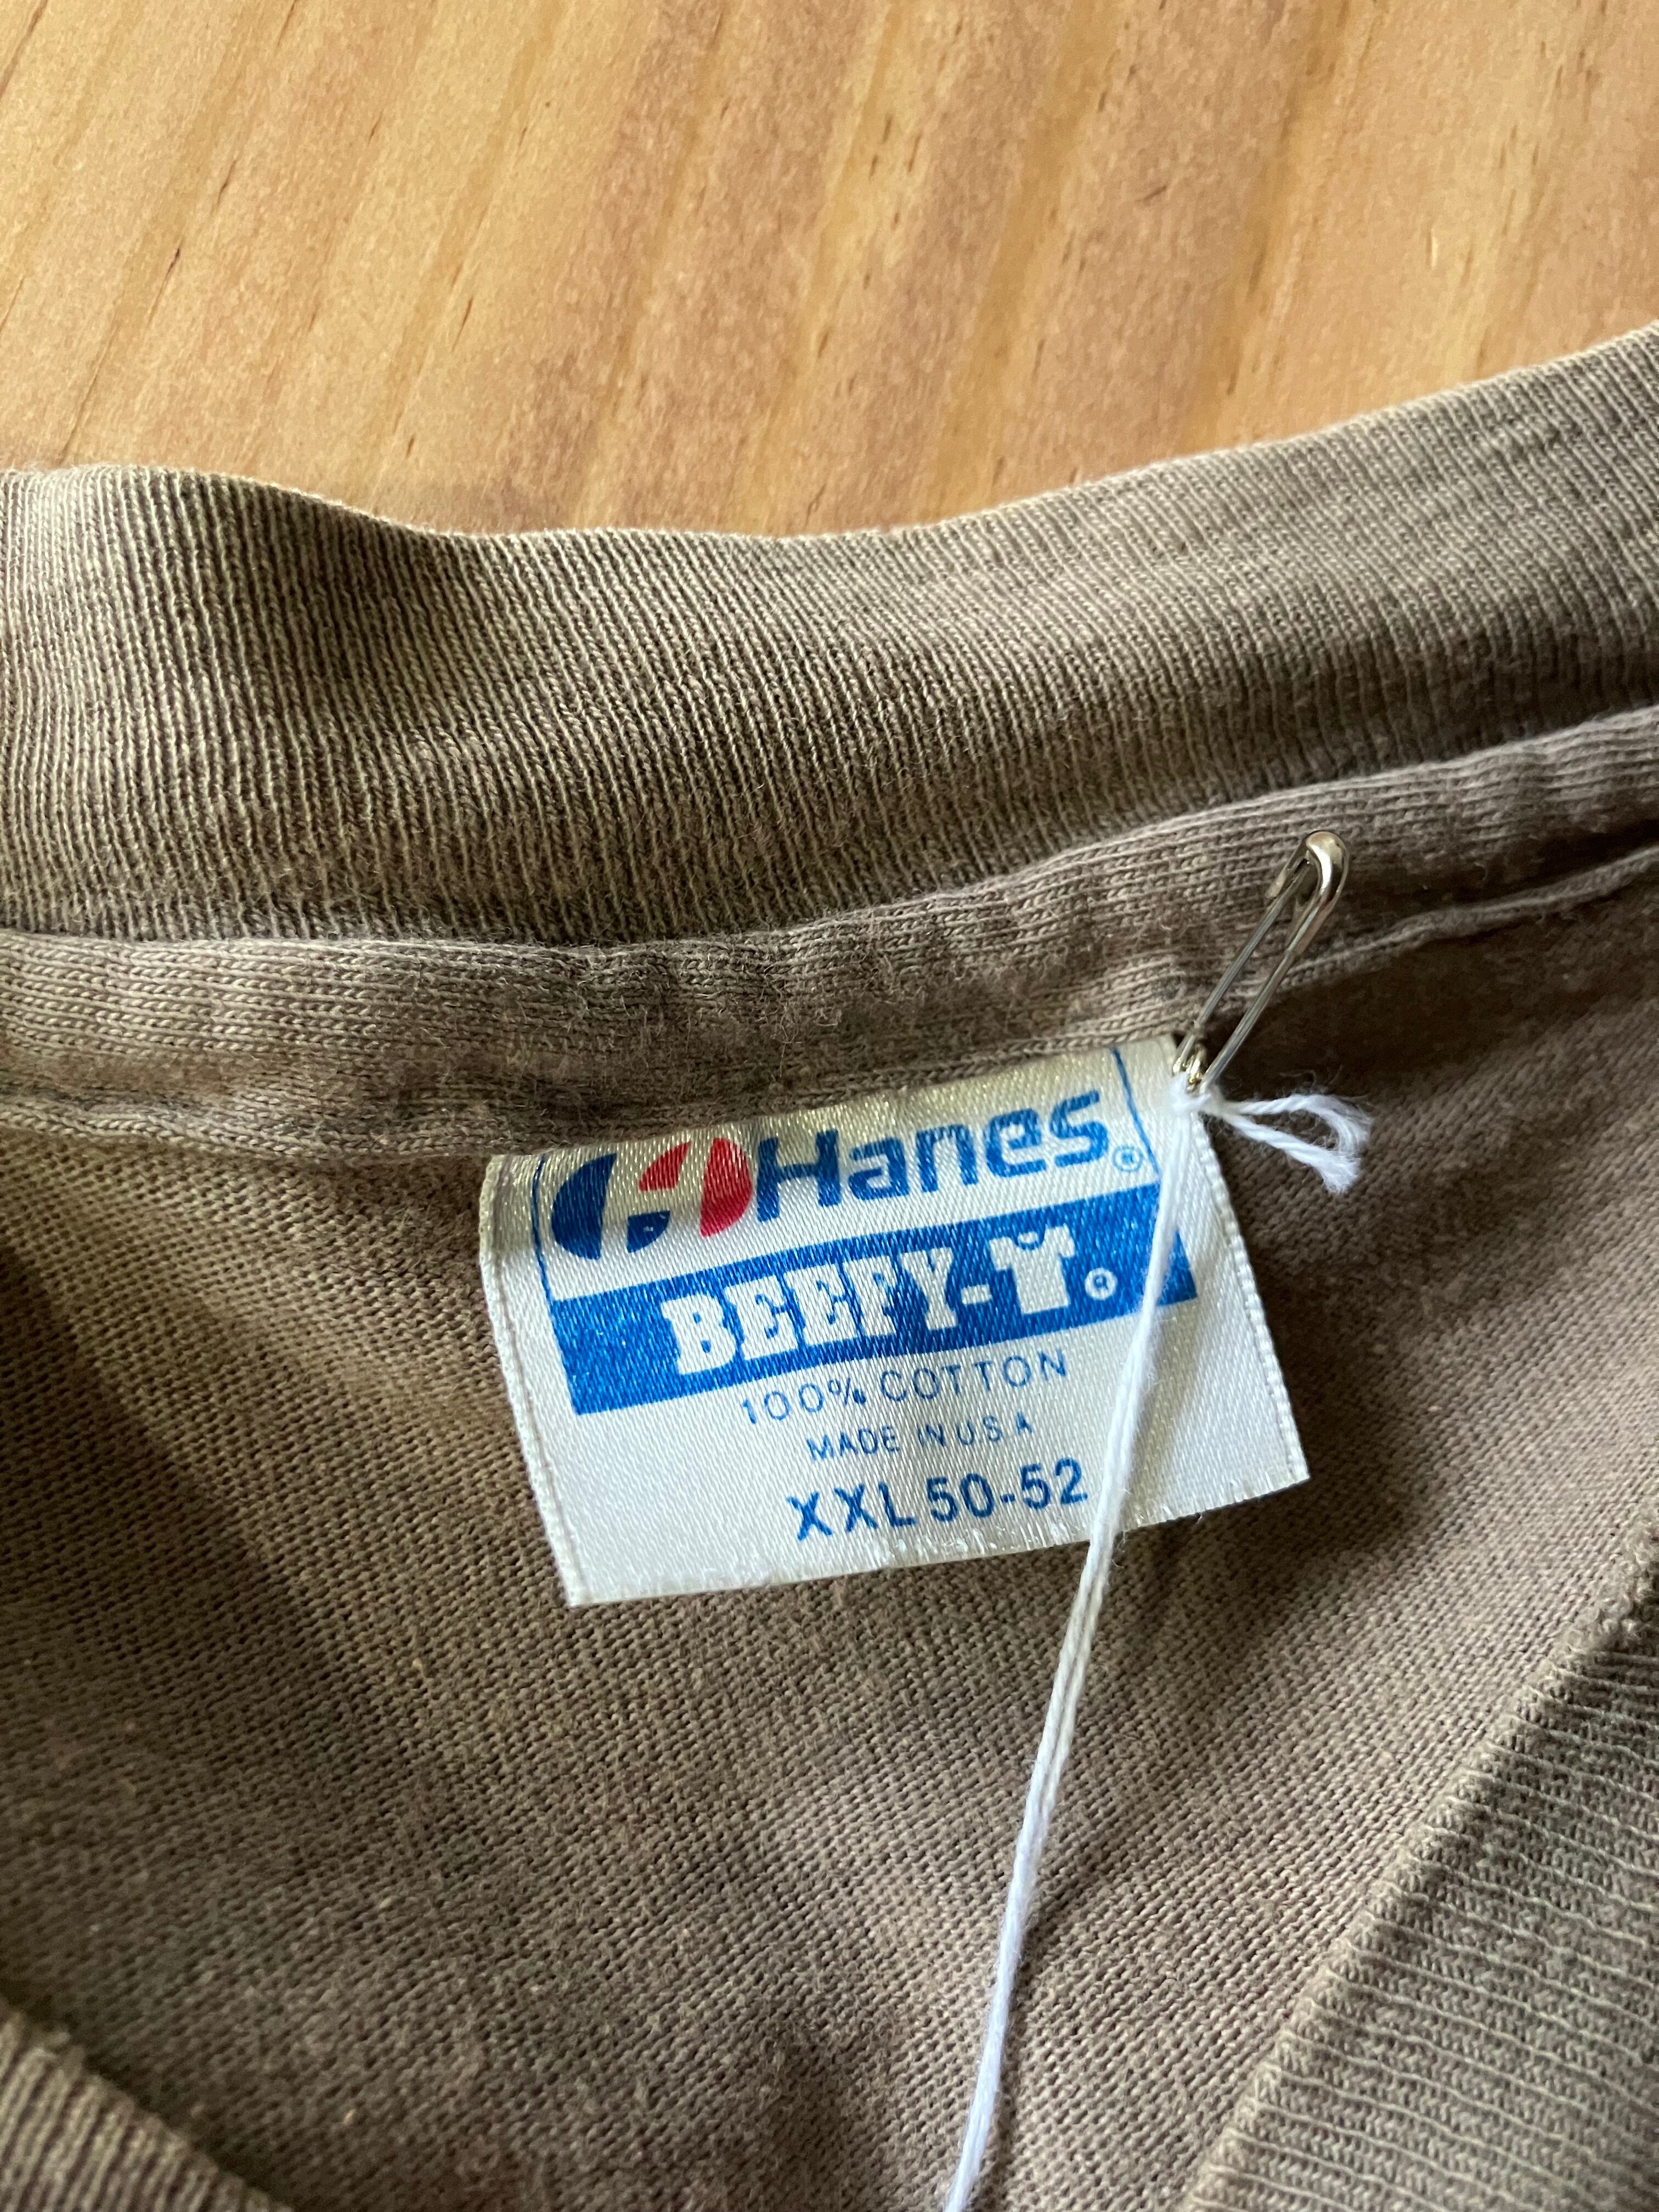 Hanes®
BEEFY-T®
100% COTTON
MADE IN U.S.A
XXL 50-52